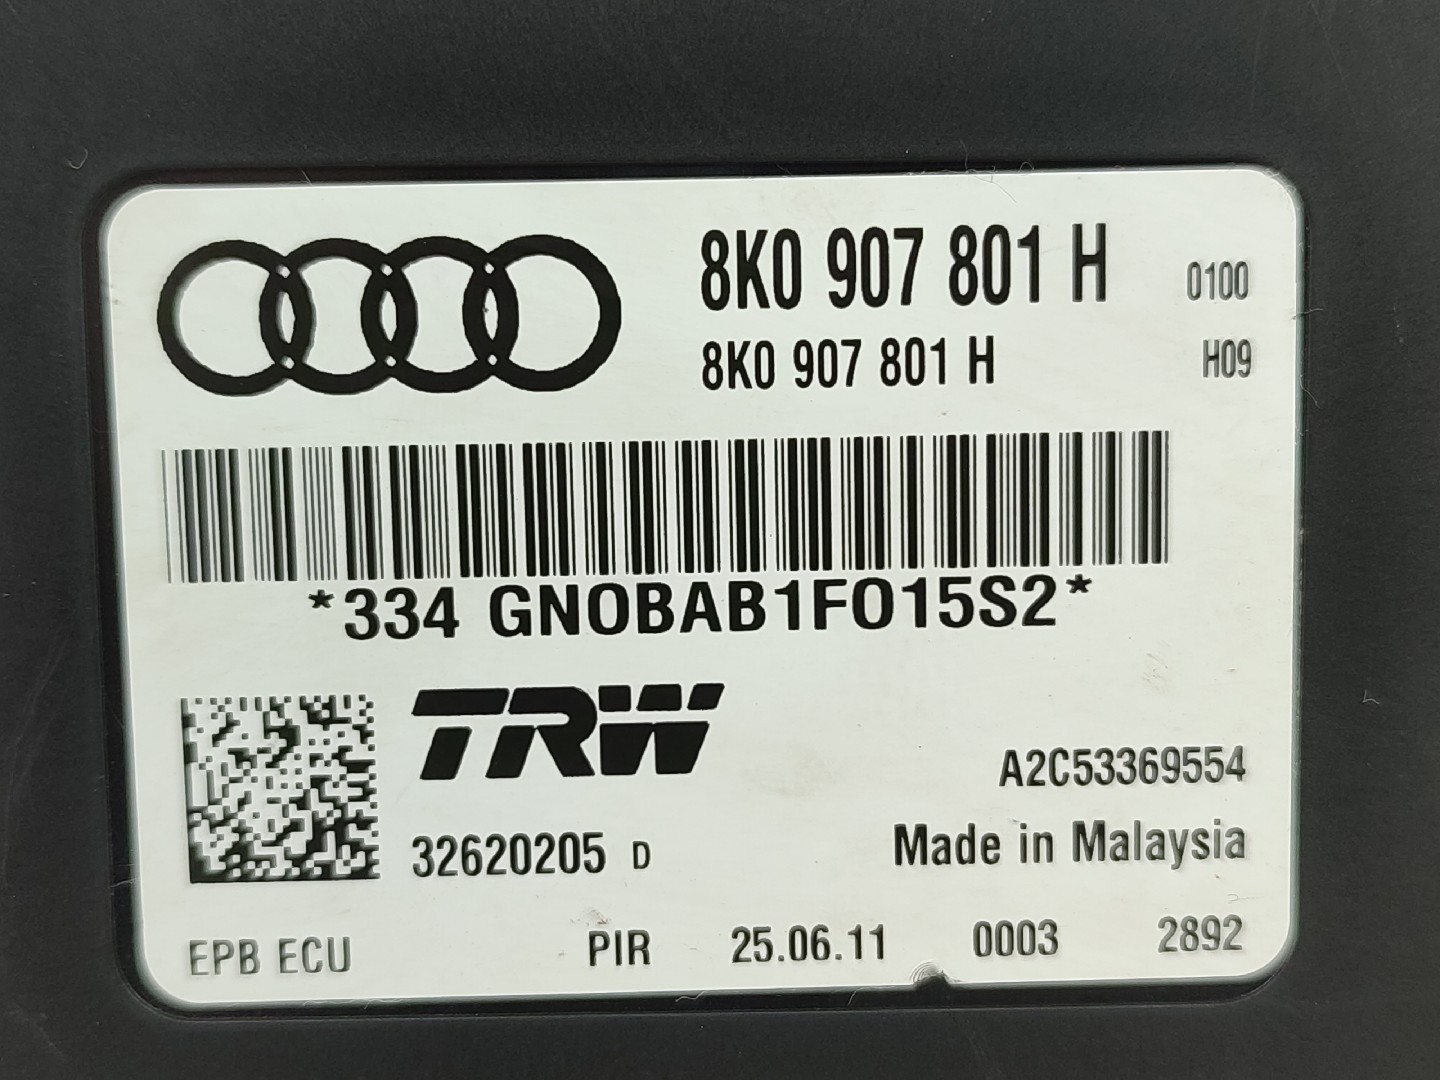 8K0 907 801 H 0100
8K0 907 801 H H09
*334 GNOBAB1FO15S2*
TRW
A2C53369554
32620205 D Made in Malaysia
EPB ECU PIR 25.06.11 0003 2892